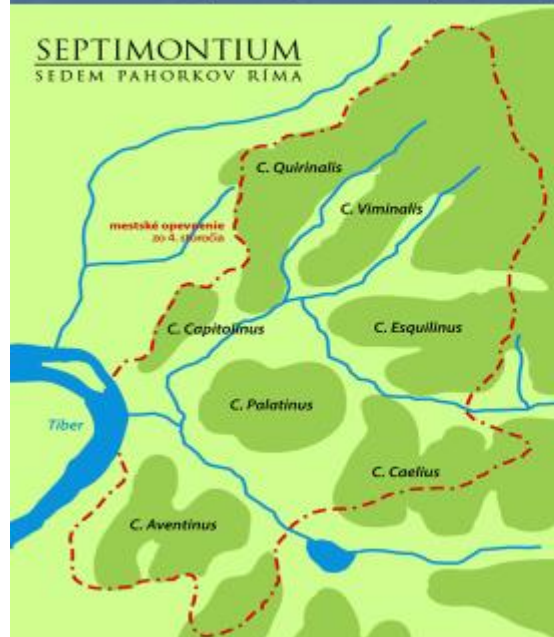 SEPTIMONTIUM
SEDEM PAHORKOV RÍMA
C. Quirinalis
C. Viminalis
mestské opevnenie
zo 4. storočia
C. Capitolinus
C. Esquilinus
C. Palatinus
Tiber
C. Caelius
C. Aventinus